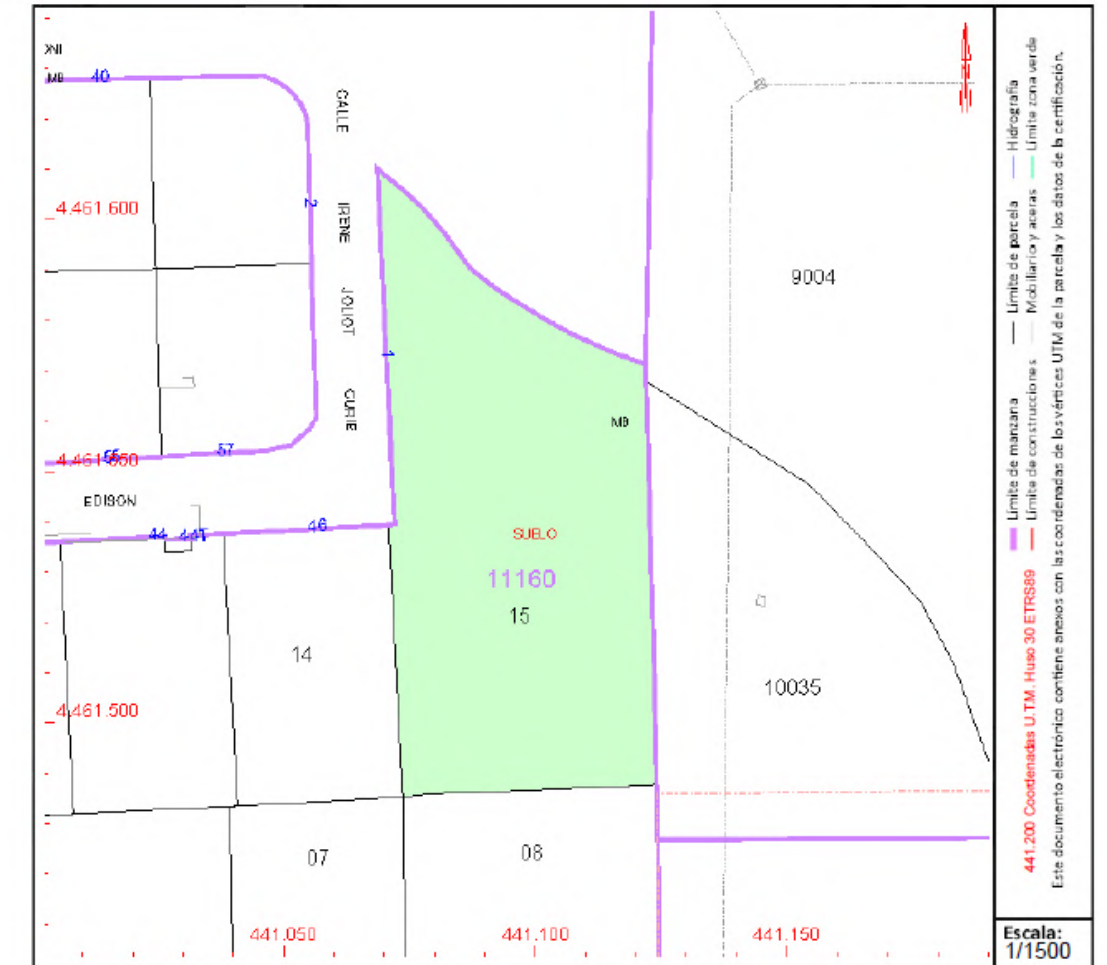 M8
40
CALLE
IRENE
JOLIOT
CURIE
2
4.461.600
9004
1
M9
57
EDISON
44
46
SUELO
11160
15
14
10035
4.461.500
07
08
441.050
441.100
441.150
Límite de manzana
Límite de parcela
Hidrografía
Límite de construcciones
Mobiliario y aceras
Límite zona verde
441.200 Coordenadas U.T.M. Huso 30 ETRS89
Este documento electrónico contiene anexos con las coordenadas de los vértices UTM de la parcela y los datos de la certificación.
Escala:
1/1500